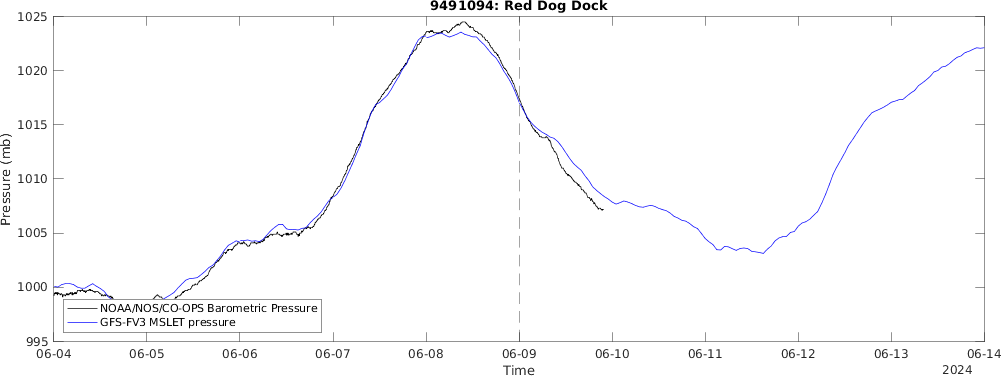 9491094: Red Dog Dock
1025
1020
1015
1010
1005
1000
995
Pressure (mb)
NOAA/NOS/CO-OPS Barometric Pressure
GFS-FV3 MSLET pressure
06-04 06-05 06-06 06-07 06-08 06-09 06-10 06-11 06-12 06-13 06-14
Time
2024